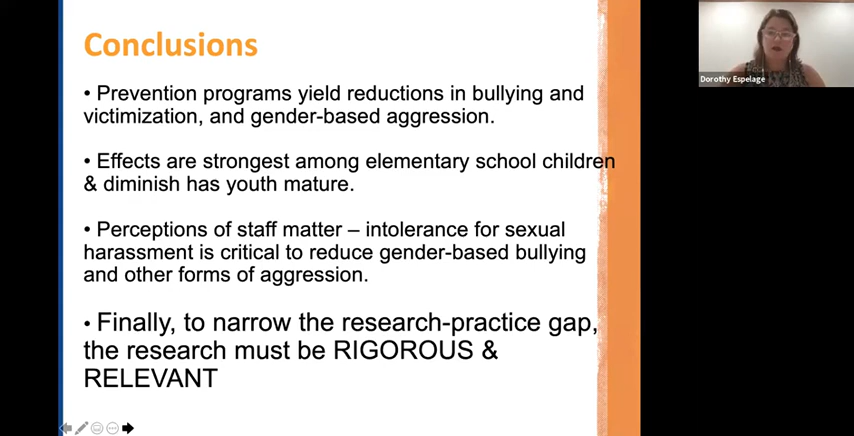 Conclusions
• Prevention programs yield reductions in bullying and
victimization, and gender-based aggression.
• Effects are strongest among elementary school children
& diminish has youth mature.
• Perceptions of staff matter – intolerance for sexual
harassment is critical to reduce gender-based bullying
and other forms of aggression.
• Finally, to narrow the research-practice gap,
the research must be RIGOROUS &
RELEVANT
Dorothy Espelage